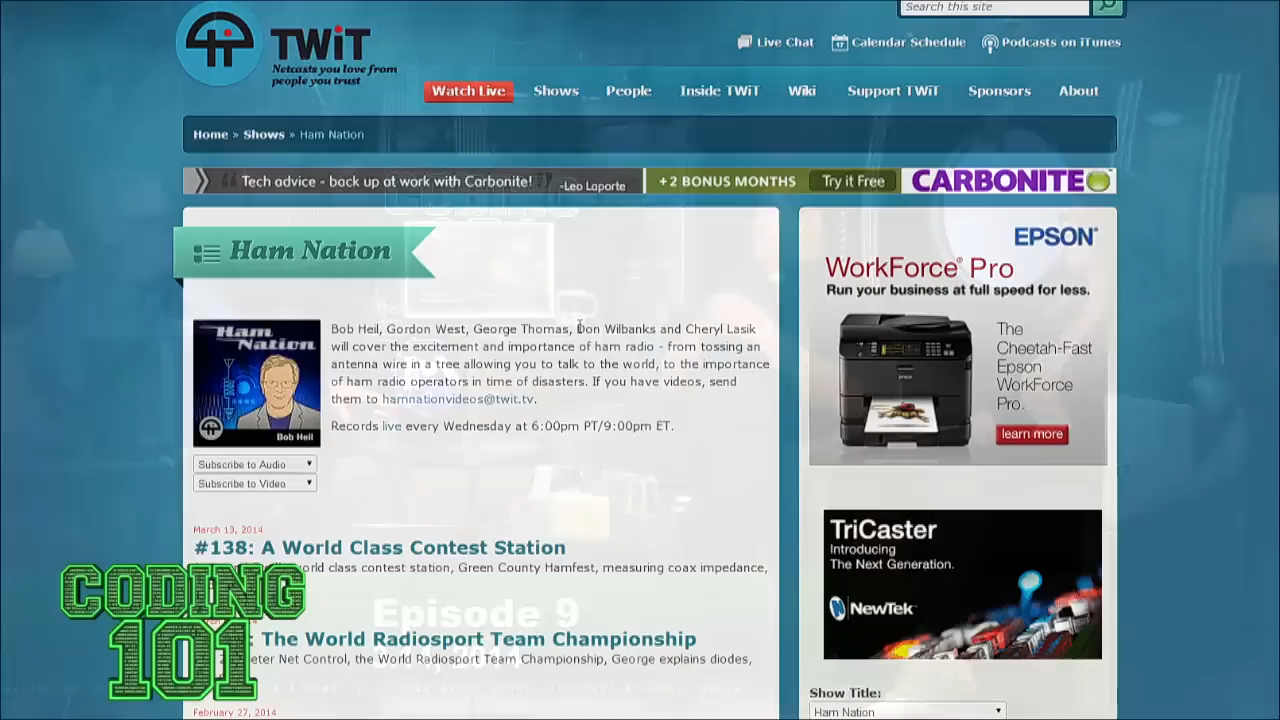 Search this site
TWiT
Netcasts you love from
people you trust
Live Chat
Calendar Schedule
Podcasts on iTunes
Watch Live
Shows
People
Inside TWiT
Wiki
Support TWiT
Sponsors
About
Home » Shows » Ham Nation
Tech advice - back up at work with Carbonite!
-Leo Laporte
+2 BONUS MONTHS
Try it Free
CARBONITE
Ham Nation
Ham
Nation
Bob Heil
Bob Heil, Gordon West, George Thomas, Don Wilbanks and Cheryl Lasik
will cover the excitement and importance of ham radio - from tossing an
antenna wire in a tree allowing you to talk to the world, to the importance
of ham radio operators in time of disasters. If you have videos, send
them to hamnationvideos@twit.tv.
Records live every Wednesday at 6:00pm PT/9:00pm ET.
Subscribe to Audio
Subscribe to Video
March 13, 2014
#138: A World Class Contest Station
world class contest station, Green County Hamfest, measuring coax impedance,
Episode
: The World Radiosport Team Championship
Net Control, the World Radiosport Team Championship, George explains diodes,
February 27, 2014
CODING
101
EPSON
WorkForce Pro
Run your business at full speed for less.
The
Cheetah-Fast
Epson
WorkForce
Pro.
learn more
TriCaster
Introducing
The Next Generation.
NewTek
Show Title:
Ham Nation